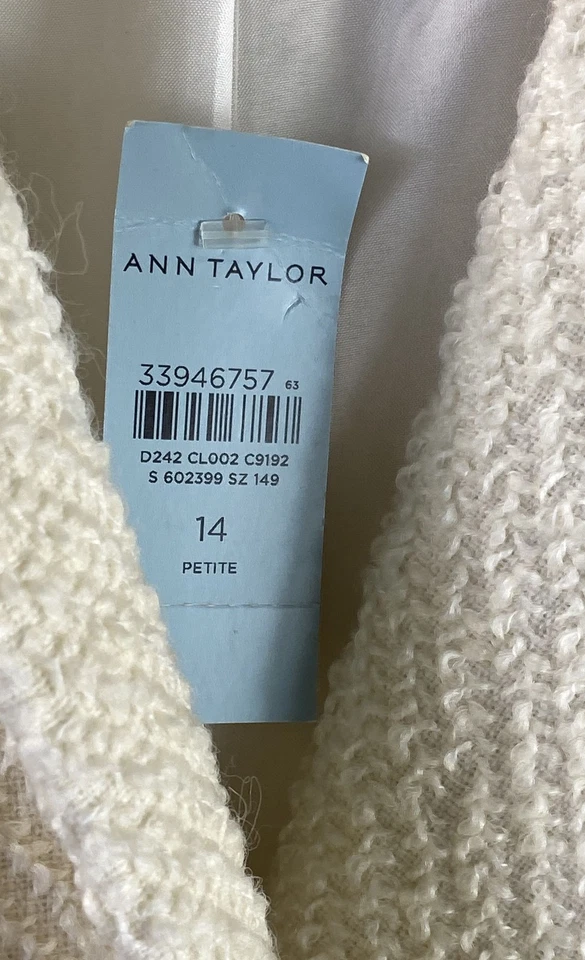 ANN TAYLOR
33946757 63
D242 CL002 C9192
S 602399 SZ 149
14
PETITE